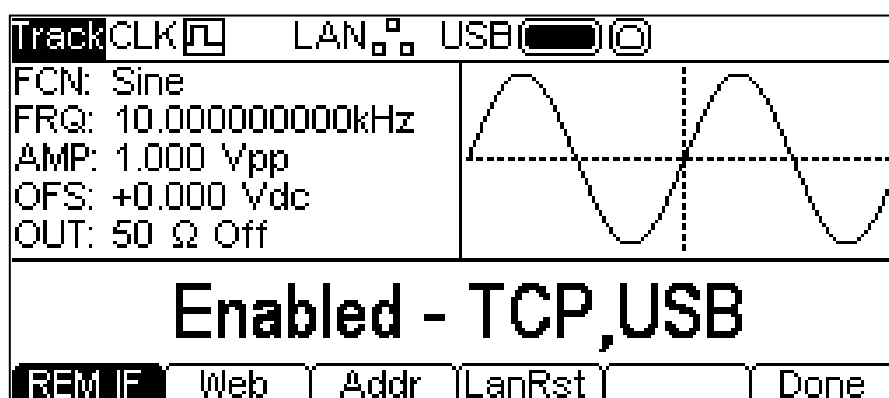 Track CLK LAN USB
FCN: Sine
FRQ: 10.000000000kHz
AMP: 1.000 Vpp
OFS: +0.000 Vdc
OUT: 50 Ω Off
Enabled - TCP,USB
REM IF Web Addr LanRst Done